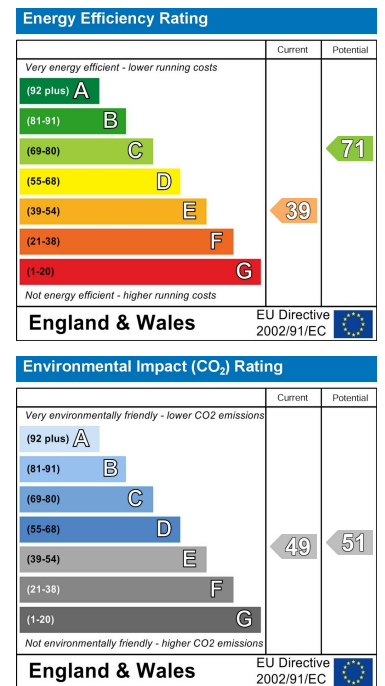 Energy Efficiency Rating
Current Potential
Very energy efficient - lower running costs
(92 plus) A
(81-91) B
(69-80) C 71
(55-68) D
(39-54) E 39
(21-38) F
(1-20) G
Not energy efficient - higher running costs
England & Wales EU Directive 2002/91/EC
Environmental Impact (CO₂) Rating
Current Potential
Very environmentally friendly - lower CO2 emissions
(92 plus) A
(81-91) B
(69-80) C
(55-68) D
(39-54) E 49 51
(21-38) F
(1-20) G
Not environmentally friendly - higher CO2 emissions
England & Wales EU Directive 2002/91/EC